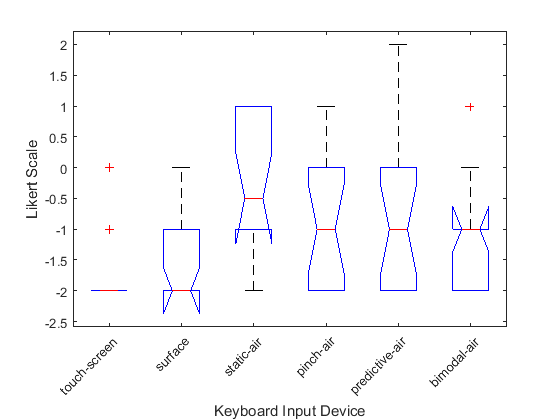 Likert Scale
2
1.5
1
0.5
0
-0.5
-1
-1.5
-2
-2.5
touch-screen
surface
static-air
pinch-air
predictive-air
bimodal-air
Keyboard Input Device